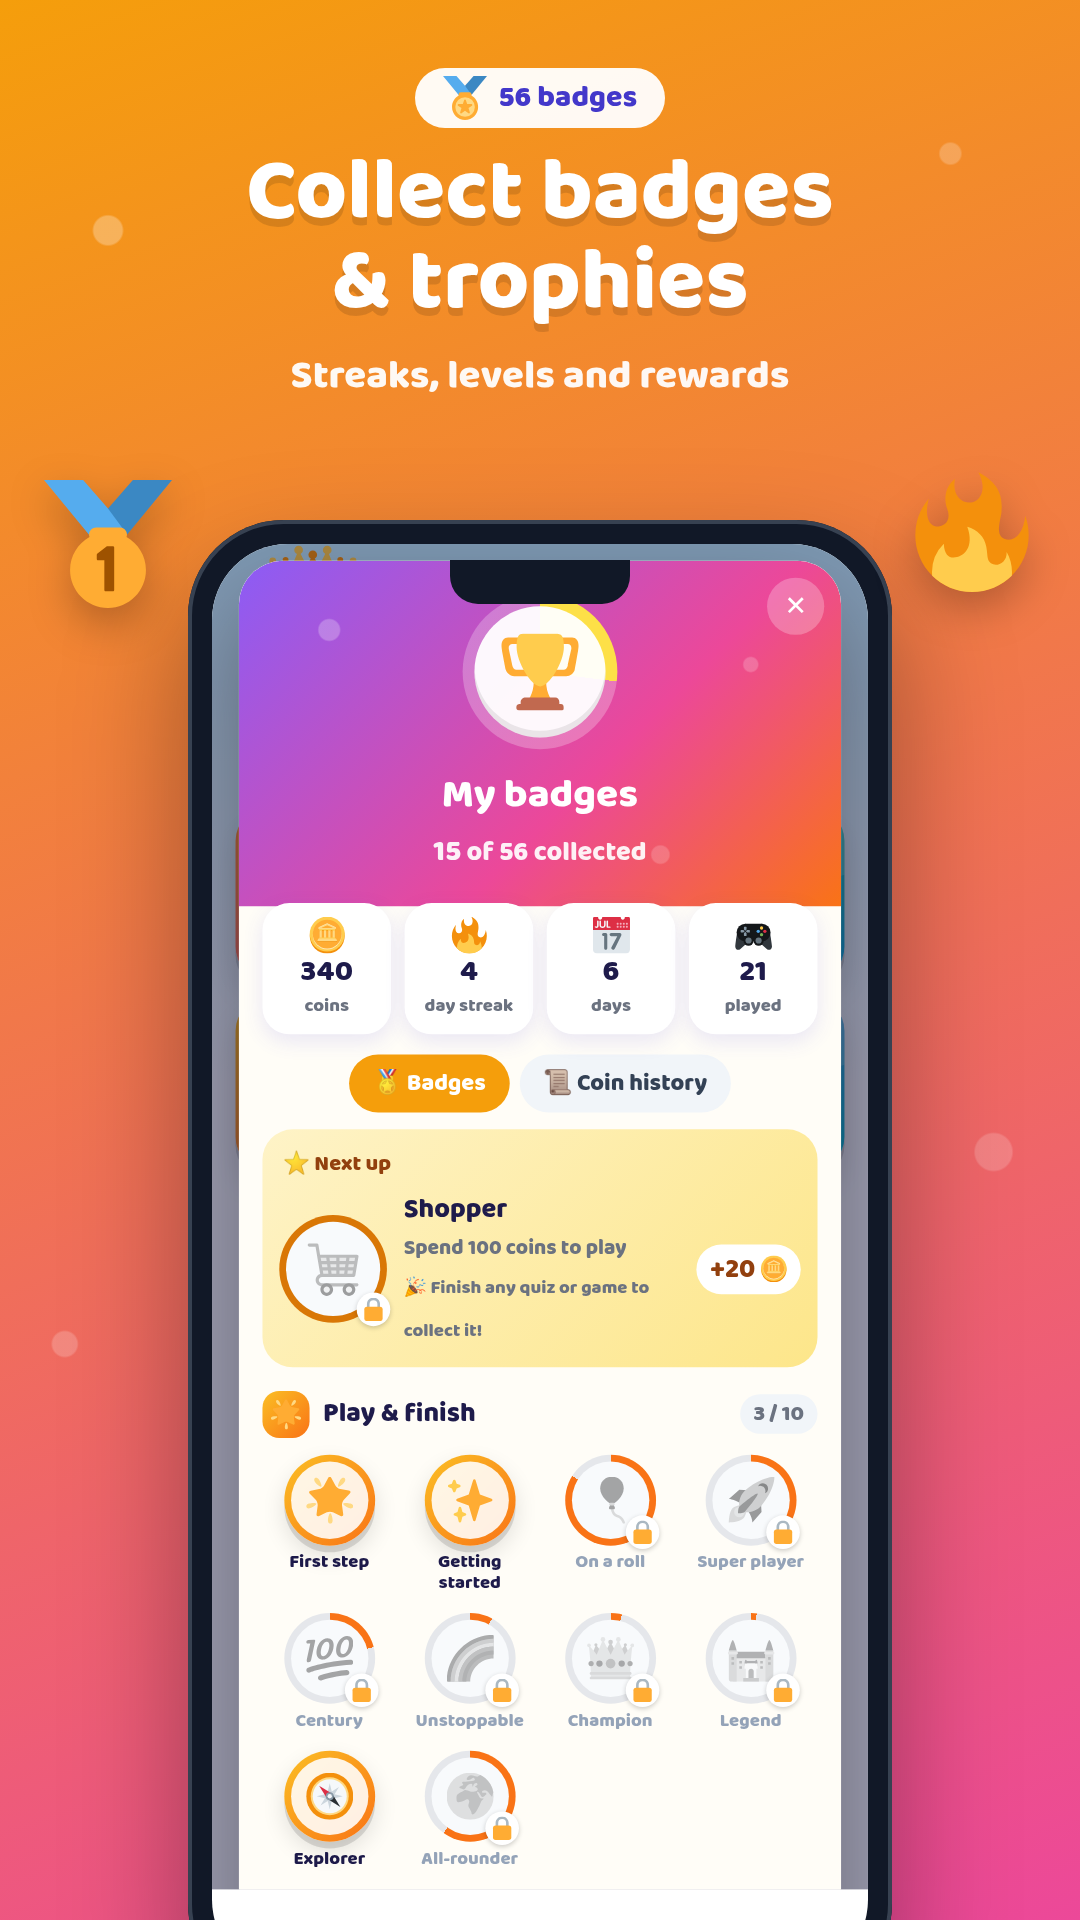 56 badges
Collect badges
& trophies
Streaks, levels and rewards
1
My badges
15 of 56 collected
340
coins
4
day streak
JUL
17
6
days
21
played
Badges
Coin history
Next up
Shopper
Spend 100 coins to play
Finish any quiz or game to
collect it!
+20
Play & finish
3 / 10
First step
Getting
started
On a roll
Super player
100
Century
Unstoppable
Champion
Legend
Explorer
All-rounder